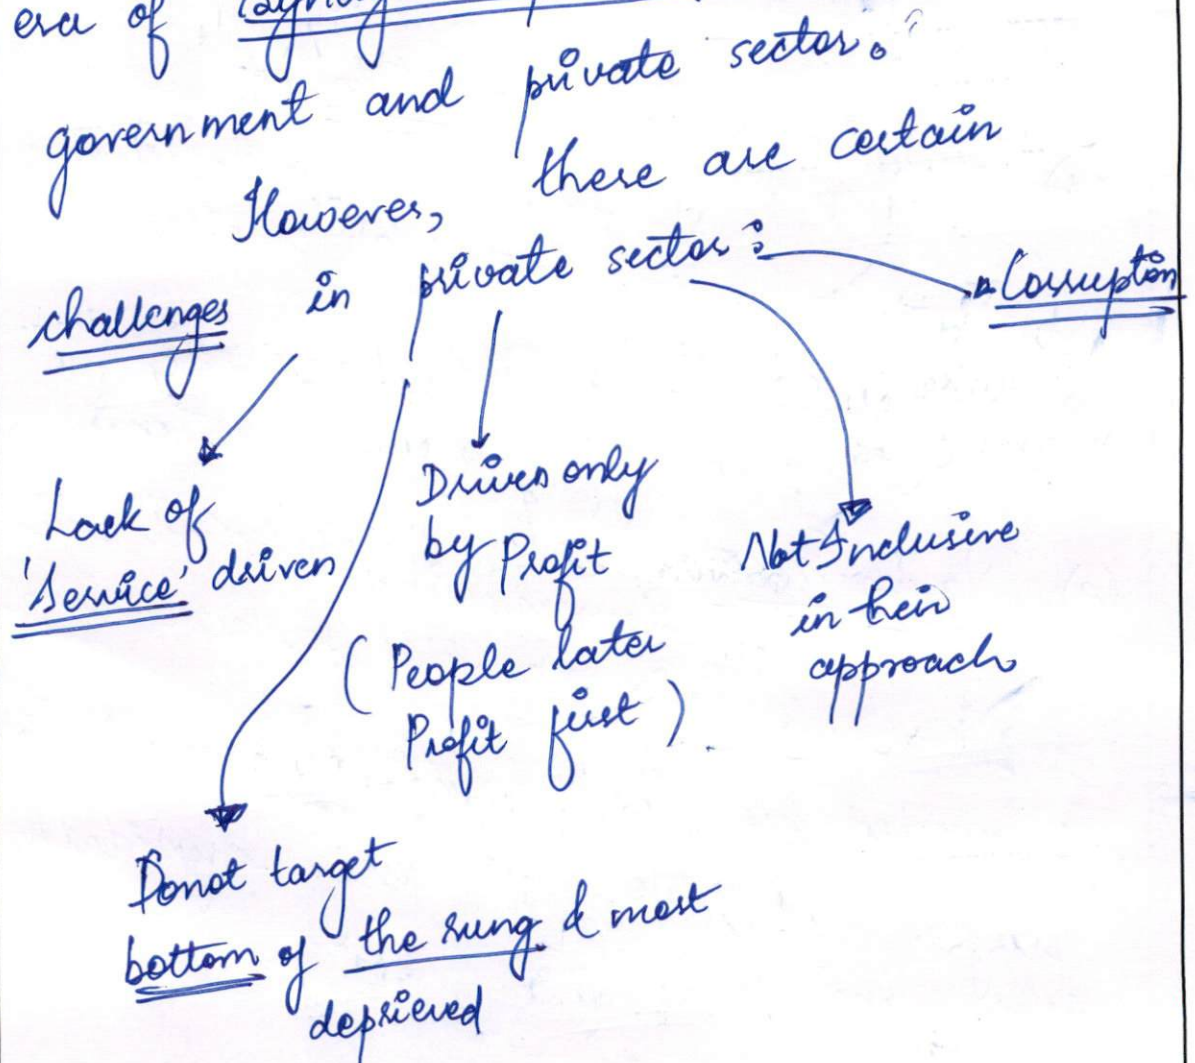 era of
government and private sector.
However, there are certain
challenges in private sector:
Corruption
Lack of
'Service' driven
Driven only
by Profit
(People later
Profit first).
Not Inclusive
in their
approach
Donot target
bottom of the rung & most
deprieved